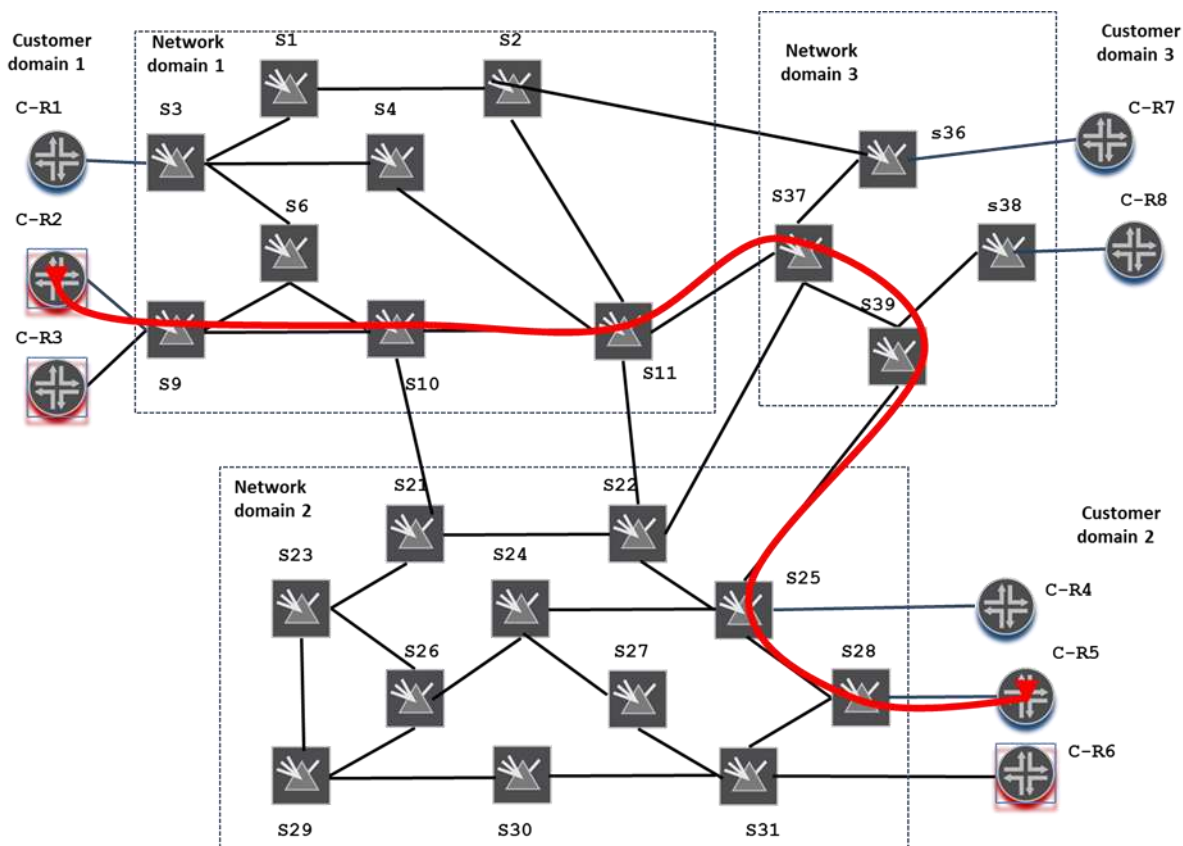 Customer
domain 1
Network
domain 1
S1
S2
Network
domain 3
Customer
domain 3
C-R1
S3
S4
s36
C-R7
C-R2
S6
S37
s38
C-R8
C-R3
S9
S10
S11
s39
Network
domain 2
S21
S22
Customer
domain 2
S23
S24
S25
C-R4
S26
S27
S28
C-R5
C-R6
S29
S30
S31